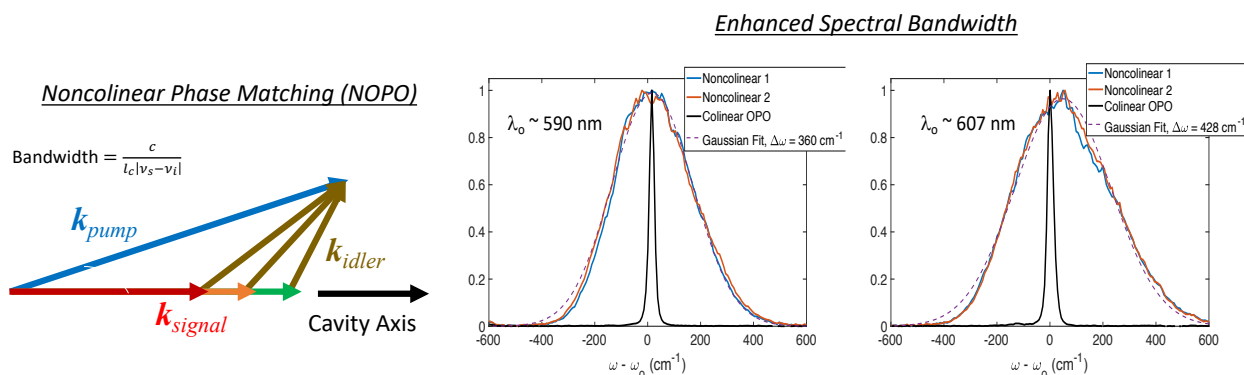 Enhanced Spectral Bandwidth
Noncolinear Phase Matching (NOPO)
Bandwidth = c / l_c|ν_s−ν_i|
k_pump
k_idler
k_signal
Cavity Axis
λ_o ~ 590 nm
Noncolinear 1
Noncolinear 2
Colinear OPO
Gaussian Fit, Δω = 360 cm⁻¹
1
0.8
0.6
0.4
0.2
0
-600 -400 -200 0 200 400 600
ω - ω_o (cm⁻¹)
λ_o ~ 607 nm
Noncolinear 1
Noncolinear 2
Colinear OPO
Gaussian Fit, Δω = 428 cm⁻¹
1
0.8
0.6
0.4
0.2
0
-600 -400 -200 0 200 400 600
ω - ω_o (cm⁻¹)